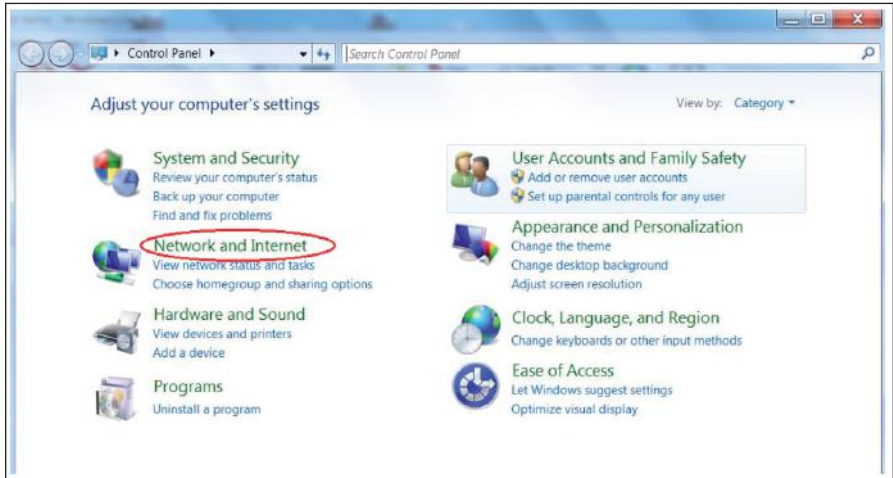 Control Panel
Search Control Panel
Adjust your computer's settings
View by: Category
System and Security
Review your computer's status
Back up your computer
Find and fix problems
Network and Internet
View network status and tasks
Choose homegroup and sharing options
Hardware and Sound
View devices and printers
Add a device
Programs
Uninstall a program
User Accounts and Family Safety
Add or remove user accounts
Set up parental controls for any user
Appearance and Personalization
Change the theme
Change desktop background
Adjust screen resolution
Clock, Language, and Region
Change keyboards or other input methods
Ease of Access
Let Windows suggest settings
Optimize visual display